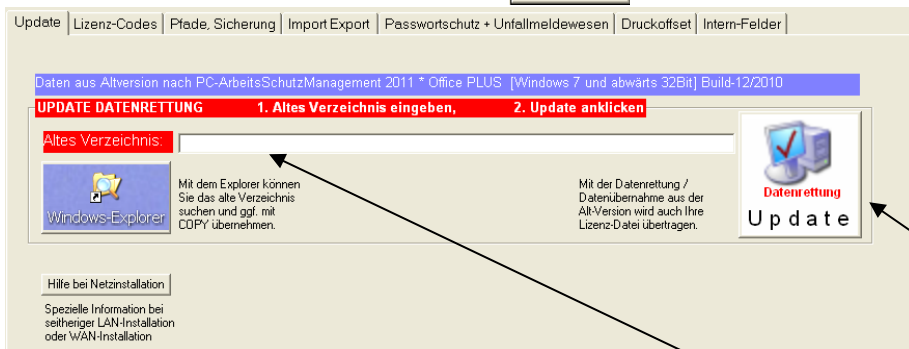 Update Lizenz-Codes Pfade, Sicherung Import Export Passwortschutz + Unfallmeldewesen Druckoffset Intern-Felder
Daten aus Altversion nach PC-ArbeitsSchutzManagement 2011 * Office PLUS [Windows 7 und abwärts 32Bit] Build-12/2010
UPDATE DATENRETTUNG 1. Altes Verzeichnis eingeben, 2. Update anklicken
Altes Verzeichnis:
Windows-Explorer
Mit dem Explorer können
Sie das alte Verzeichnis
suchen und ggf. mit
COPY übernehmen.
Mit der Datenrettung /
Datenübernahme aus der
Alt-Version wird auch Ihre
Lizenz-Datei übertragen.
Datenrettung
Update
Hilfe bei Netzinstallation
Spezielle Information bei
seitheriger LAN-Installation
oder WAN-Installation